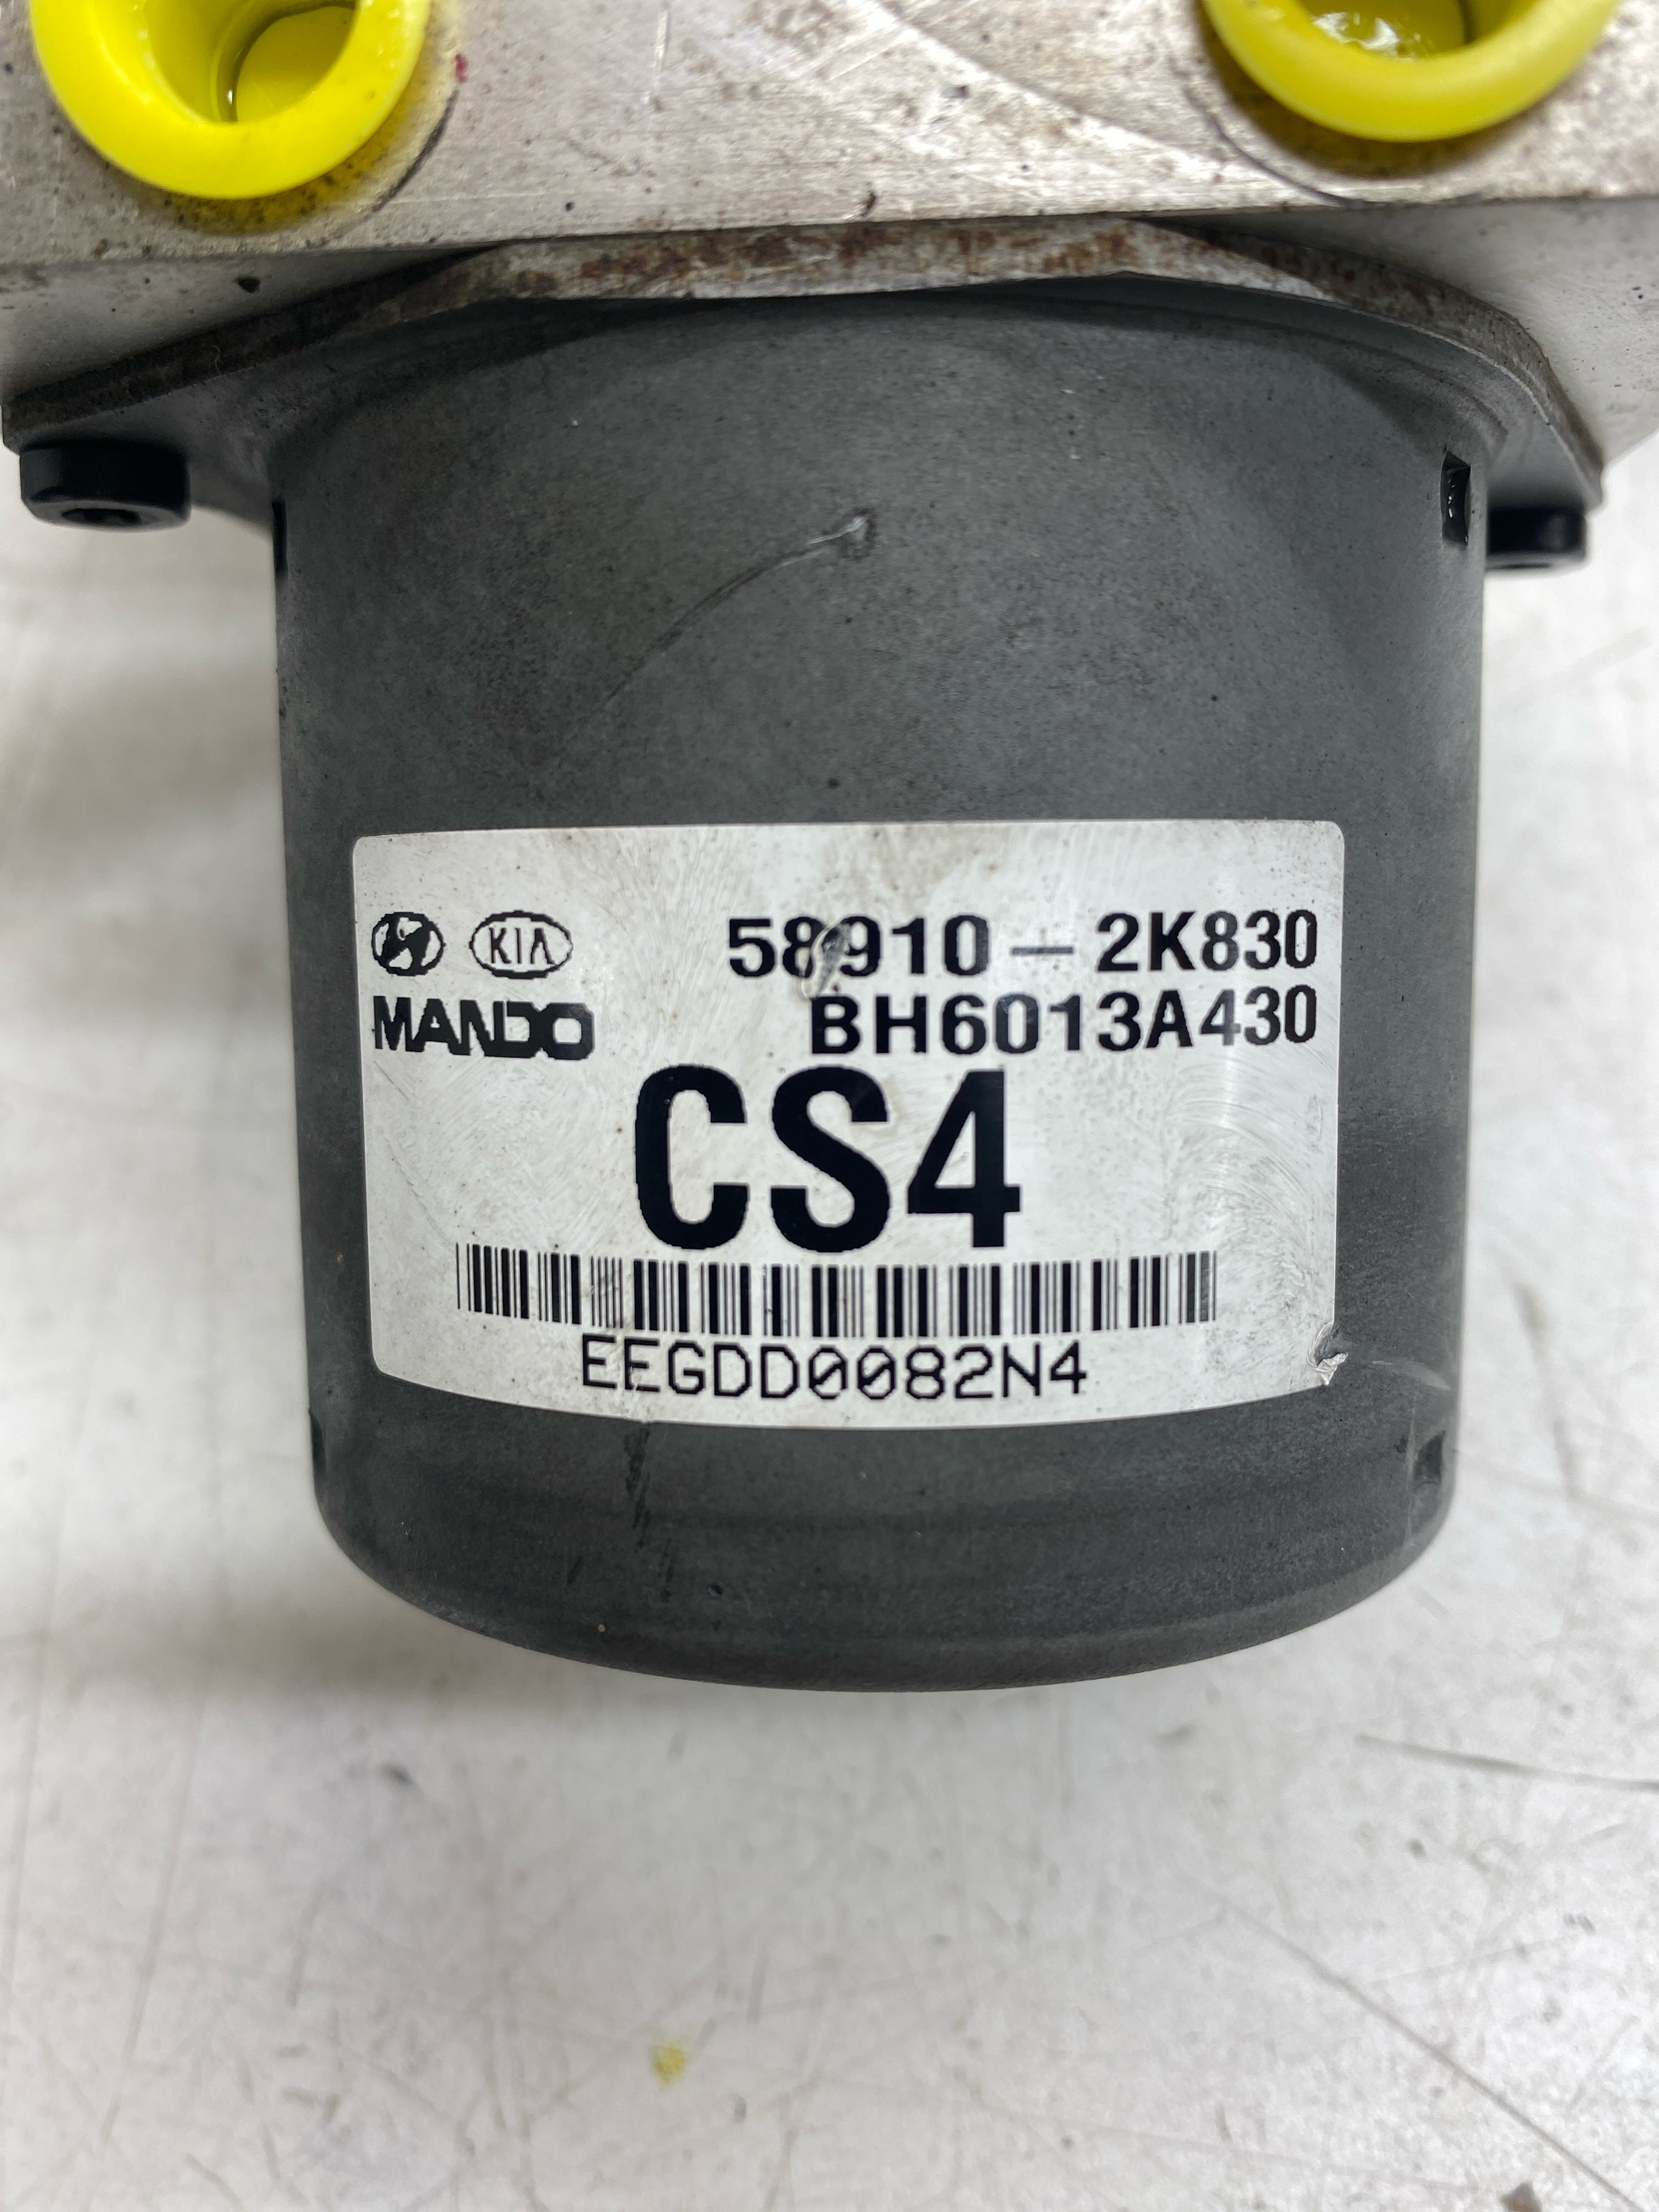 KIA 58910-2K830
MANDO BH6013A430
CS4
EEGDD0082N4